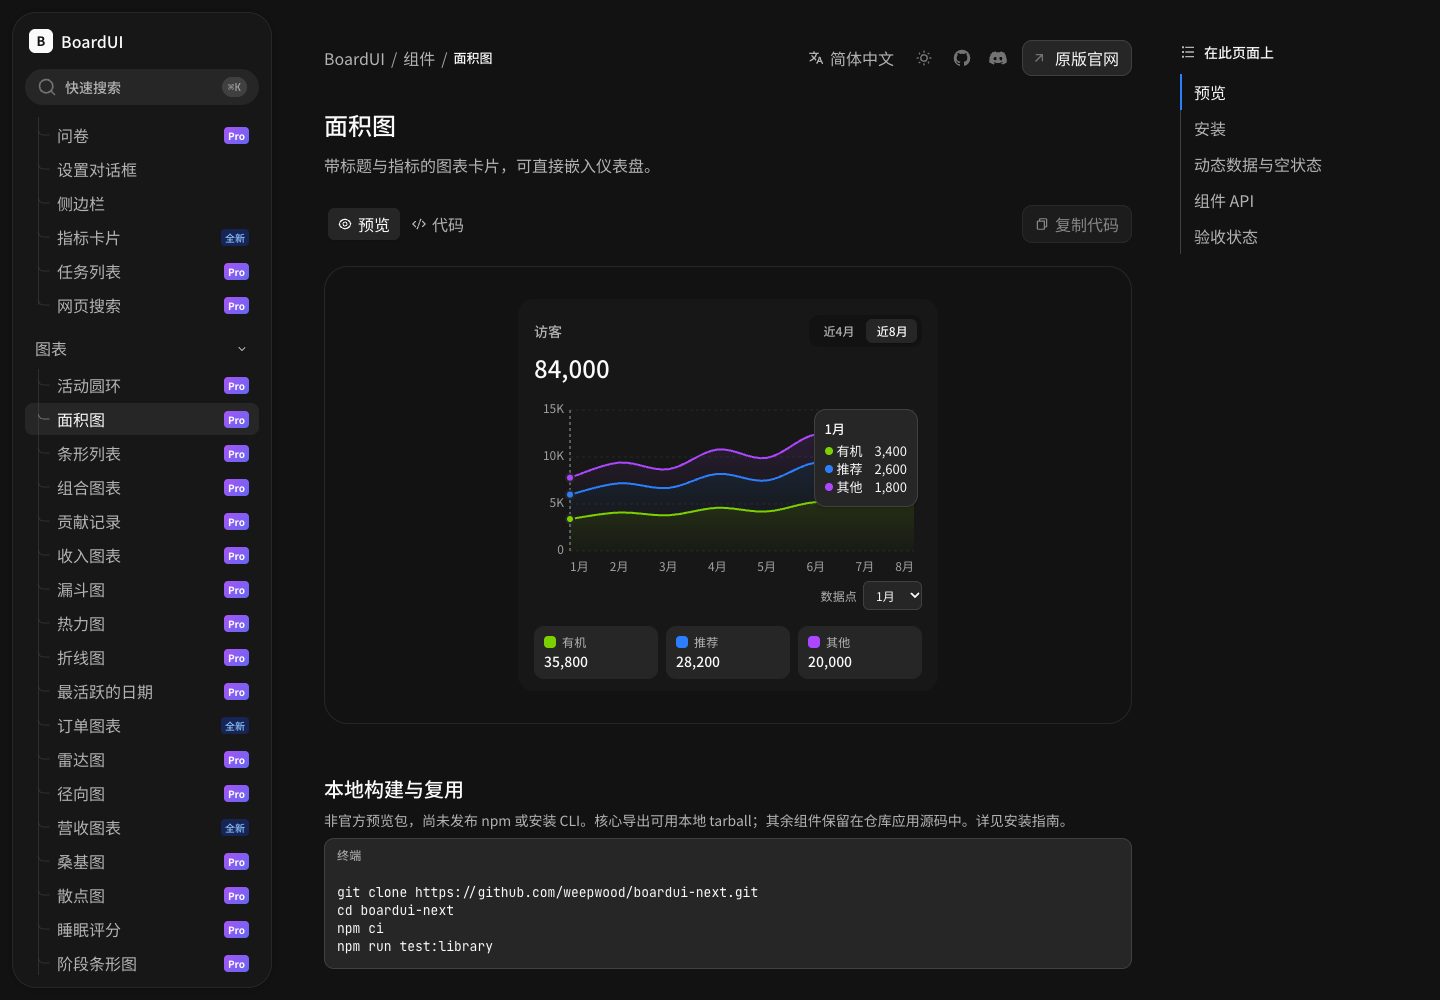 B BoardUI
快速搜索 ⌘K
问卷 Pro
设置对话框
侧边栏
指标卡片 全新
任务列表 Pro
网页搜索 Pro
图表
活动圆环 Pro
面积图 Pro
条形列表 Pro
组合图表 Pro
贡献记录 Pro
收入图表 Pro
漏斗图 Pro
热力图 Pro
折线图 Pro
最活跃的日期 Pro
订单图表 全新
雷达图 Pro
径向图 Pro
营收图表 全新
桑基图 Pro
散点图 Pro
睡眠评分 Pro
阶段条形图 Pro
BoardUI / 组件 / 面积图
简体中文
原版官网
面积图
带标题与指标的图表卡片，可直接嵌入仪表盘。
预览 代码
复制代码
访客
近4月 近8月
84,000
15K
10K
5K
0
1月 2月 3月 4月 5月 6月 7月 8月
1月
有机 3,400
推荐 2,600
其他 1,800
数据点 1月
有机
35,800
推荐
28,200
其他
20,000
本地构建与复用
非官方预览包，尚未发布 npm 或安装 CLI。核心导出可用本地 tarball；其余组件保留在仓库应用源码中。详见安装指南。
终端
git clone https://github.com/weepwood/boardui-next.git
cd boardui-next
npm ci
npm run test:library
在此页面上
预览
安装
动态数据与空状态
组件 API
验收状态